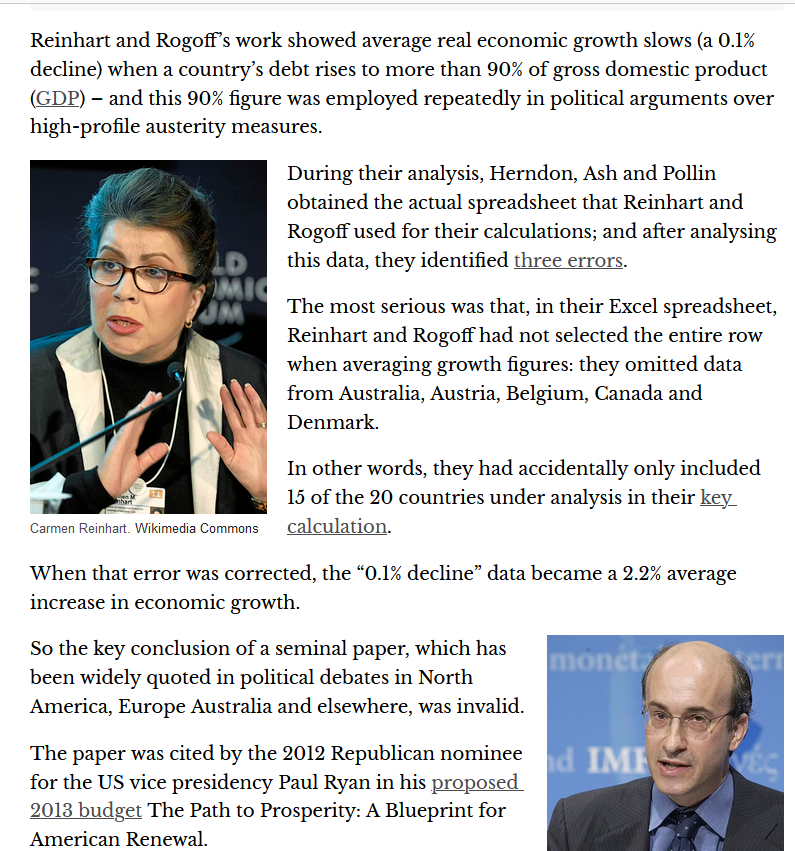 Reinhart and Rogoff’s work showed average real economic growth slows (a 0.1%
decline) when a country’s debt rises to more than 90% of gross domestic product
(GDP) – and this 90% figure was employed repeatedly in political arguments over
high-profile austerity measures.
During their analysis, Herndon, Ash and Pollin
obtained the actual spreadsheet that Reinhart and
Rogoff used for their calculations; and after analysing
this data, they identified three errors.
The most serious was that, in their Excel spreadsheet,
Reinhart and Rogoff had not selected the entire row
when averaging growth figures: they omitted data
from Australia, Austria, Belgium, Canada and
Denmark.
In other words, they had accidentally only included
15 of the 20 countries under analysis in their key
calculation.
Carmen Reinhart. Wikimedia Commons
When that error was corrected, the “0.1% decline” data became a 2.2% average
increase in economic growth.
So the key conclusion of a seminal paper, which has
been widely quoted in political debates in North
America, Europe Australia and elsewhere, was invalid.
The paper was cited by the 2012 Republican nominee
for the US vice presidency Paul Ryan in his proposed
2013 budget The Path to Prosperity: A Blueprint for
American Renewal.